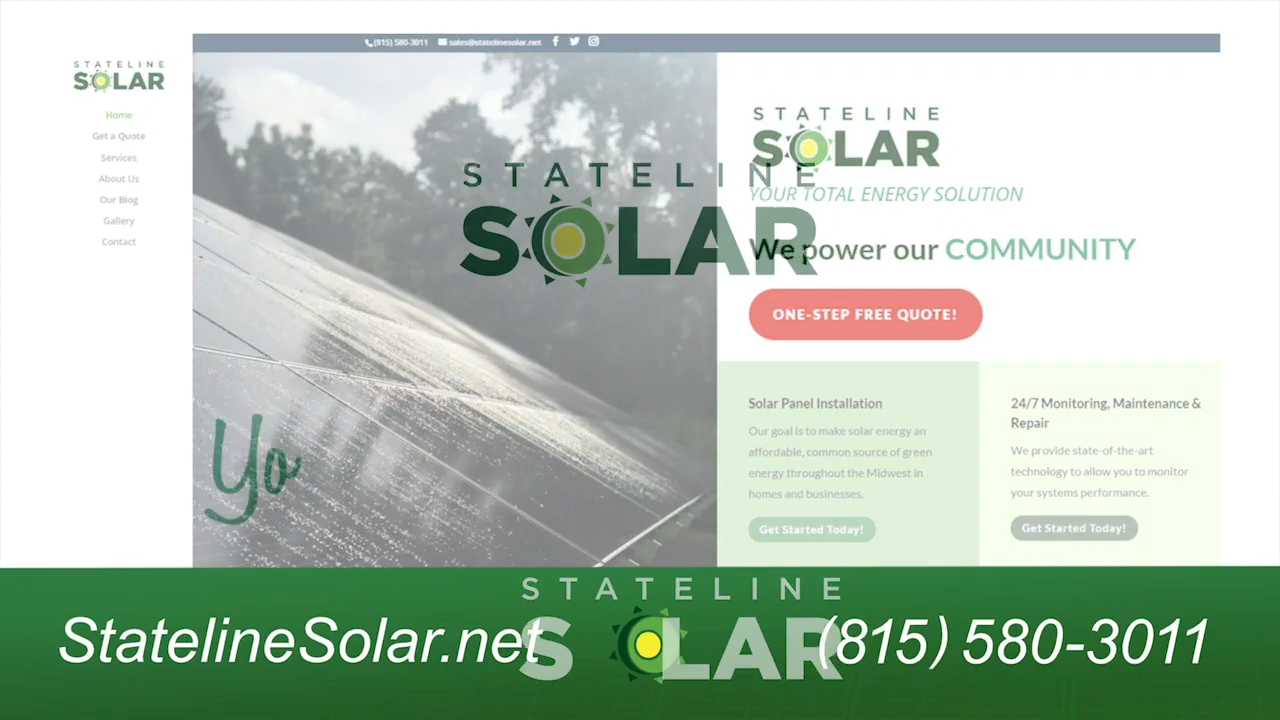 (815) 580-3011 sales@statelinesolar.net
STATELINE
SOLAR
Home
Get a Quote
Services
About Us
Our Blog
Gallery
Contact
STATELINE
SOLAR
YOUR TOTAL ENERGY SOLUTION
We power our COMMUNITY
ONE-STEP FREE QUOTE!
STATELINE
SOLAR
Yo
Solar Panel Installation
Our goal is to make solar energy an
affordable, common source of green
energy throughout the Midwest in
homes and businesses.
Get Started Today!
24/7 Monitoring, Maintenance &
Repair
We provide state-of-the-art
technology to allow you to monitor
your systems performance.
Get Started Today!
StatelineSolar.net
STATELINE
SOLAR
(815) 580-3011